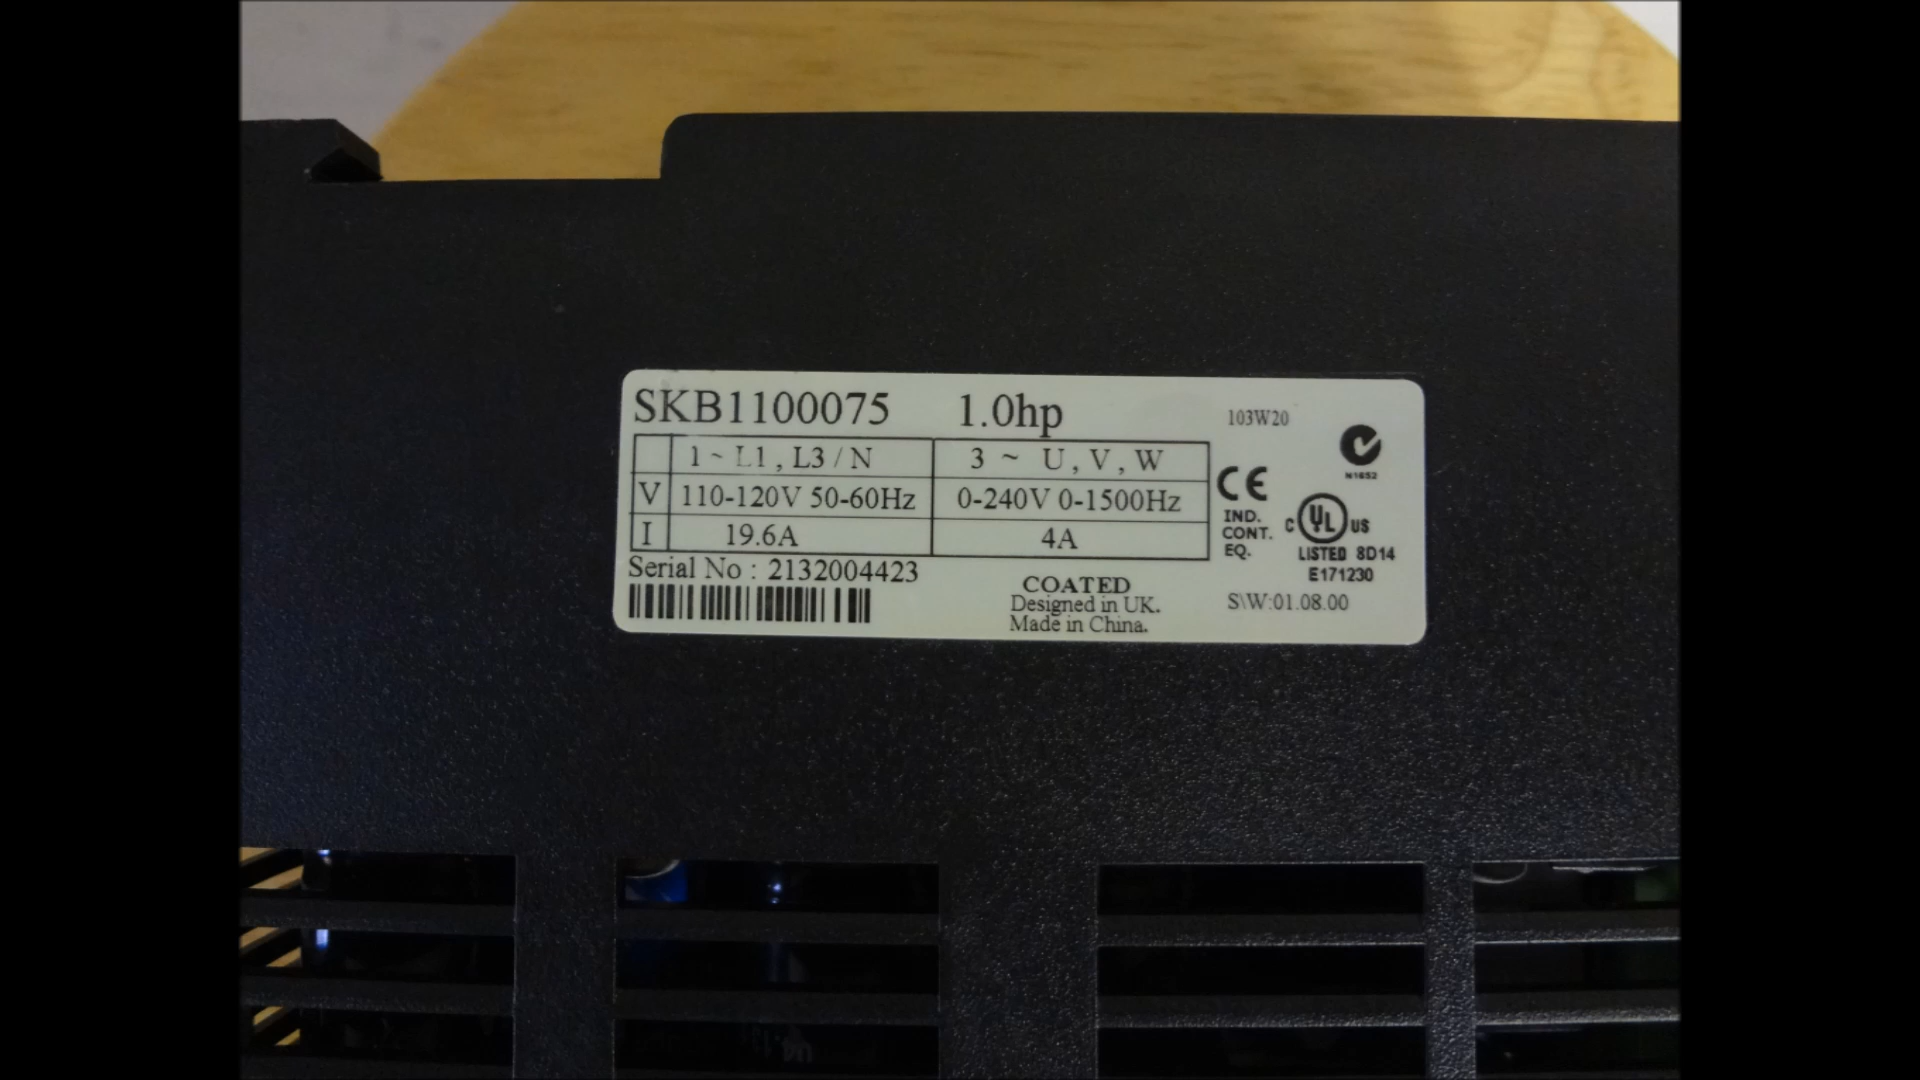 SKB1100075 1.0hp 103W20
1 ~ L1 , L3 / N 3 ~ U , V , W
V 110-120V 50-60Hz 0-240V 0-1500Hz
I 19.6A 4A
Serial No : 2132004423
COATED
Designed in UK.
Made in China.
N1652
CE
IND.
CONT.
EQ.
C UL US
LISTED 8D14
E171230
S\W:01.08.00